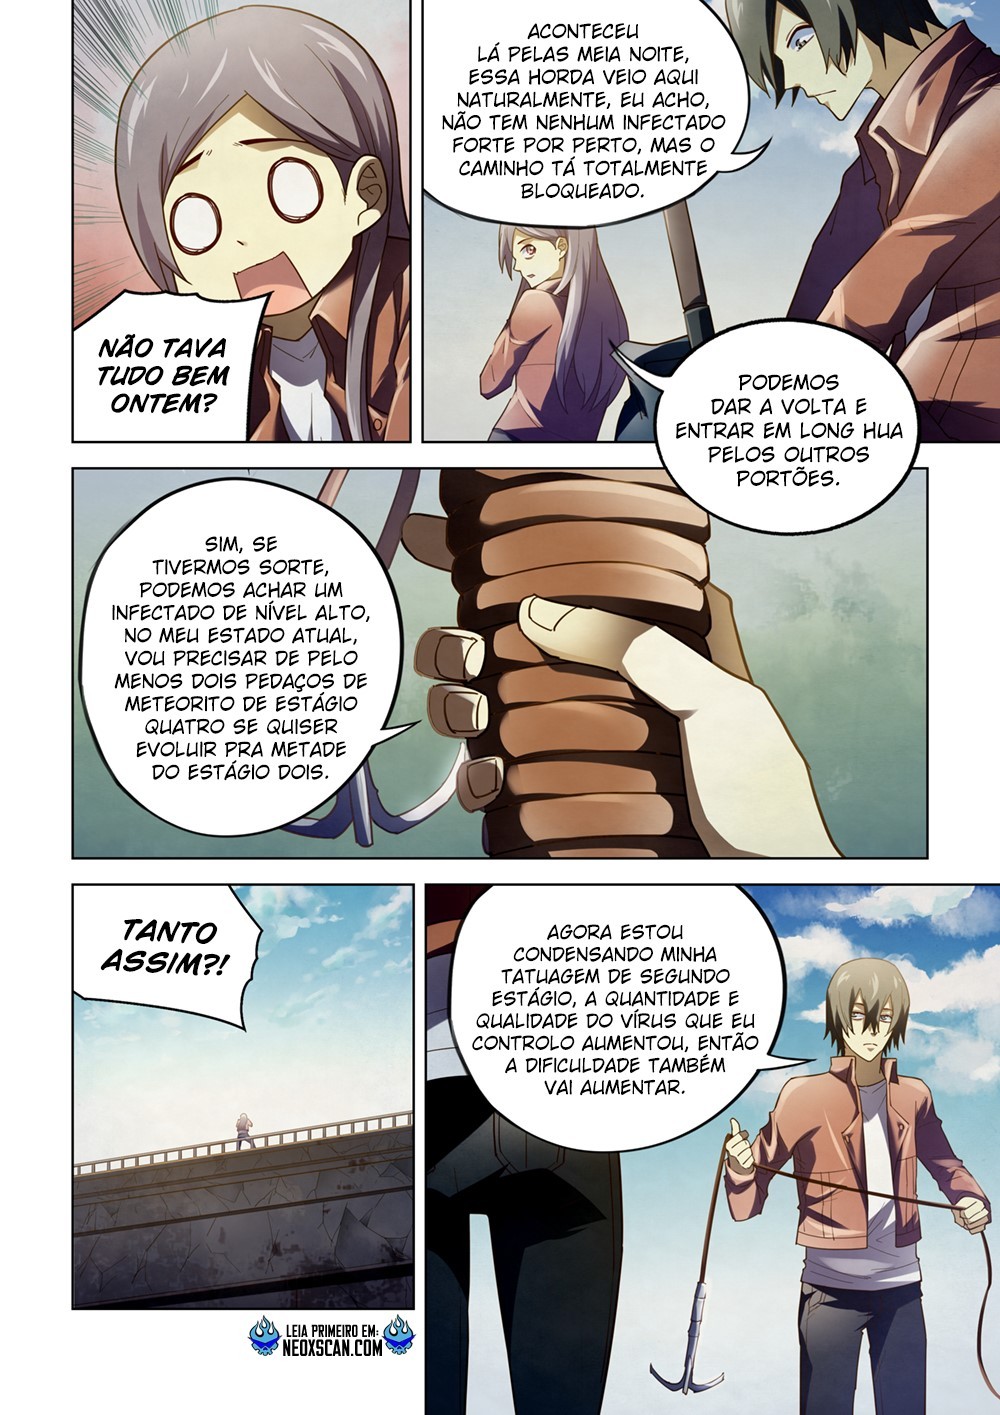 NÃO TAVA
TUDO BEM
ONTEM?
ACONTECEU
LÁ PELAS MEIA NOITE,
ESSA HORDA VEIO AQUI
NATURALMENTE, EU ACHO,
NÃO TEM NENHUM INFECTADO
FORTE POR PERTO, MAS O
CAMINHO TÁ TOTALMENTE
BLOQUEADO.
PODEMOS
DAR A VOLTA E
ENTRAR EM LONG HUA
PELOS OUTROS
PORTÕES.
SIM, SE
TIVERMOS SORTE,
PODEMOS ACHAR UM
INFECTADO DE NÍVEL ALTO,
NO MEU ESTADO ATUAL,
VOU PRECISAR DE PELO
MENOS DOIS PEDAÇOS DE
METEORITO DE ESTÁGIO
QUATRO SE QUISER
EVOLUIR PRA METADE
DO ESTÁGIO DOIS.
TANTO
ASSIM?!
AGORA ESTOU
CONDENSANDO MINHA
TATUAGEM DE SEGUNDO
ESTÁGIO, A QUANTIDADE E
QUALIDADE DO VÍRUS QUE EU
CONTROLO AUMENTOU, ENTÃO
A DIFICULDADE TAMBÉM
VAI AUMENTAR.
LEIA PRIMEIRO EM:
NEOXSCAN.COM